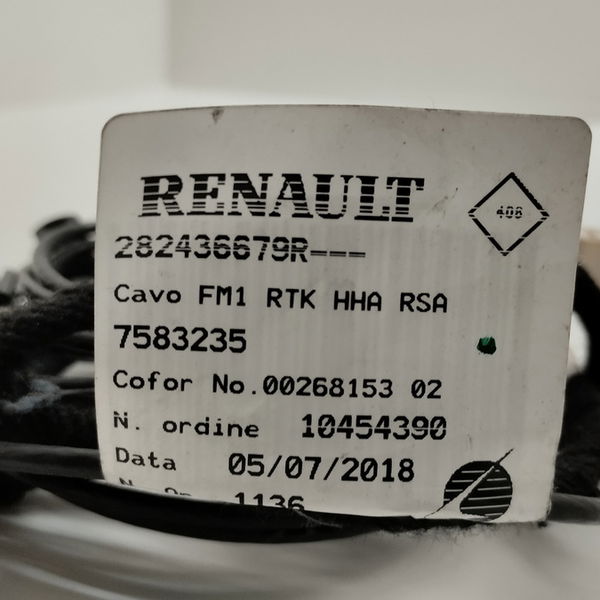 RENAULT
408
282436679R---
Cavo FM1 RTK HHA RSA
7583235
Cofor No.00268153 02
N. ordine 10454390
Data 05/07/2018
N. Op 1136